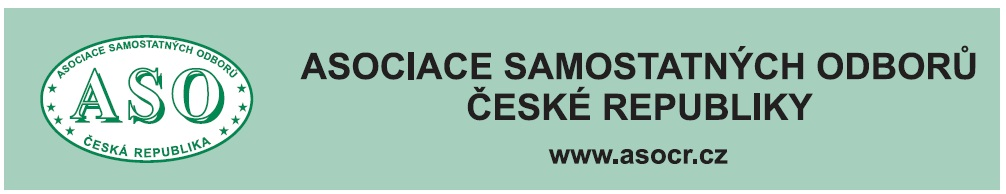 ASOCIACE SAMOSTATNÝCH ODBORŮ
ASO
ČESKÁ REPUBLIKA
ASOCIACE SAMOSTATNÝCH ODBORŮ
ČESKÉ REPUBLIKY
www.asocr.cz